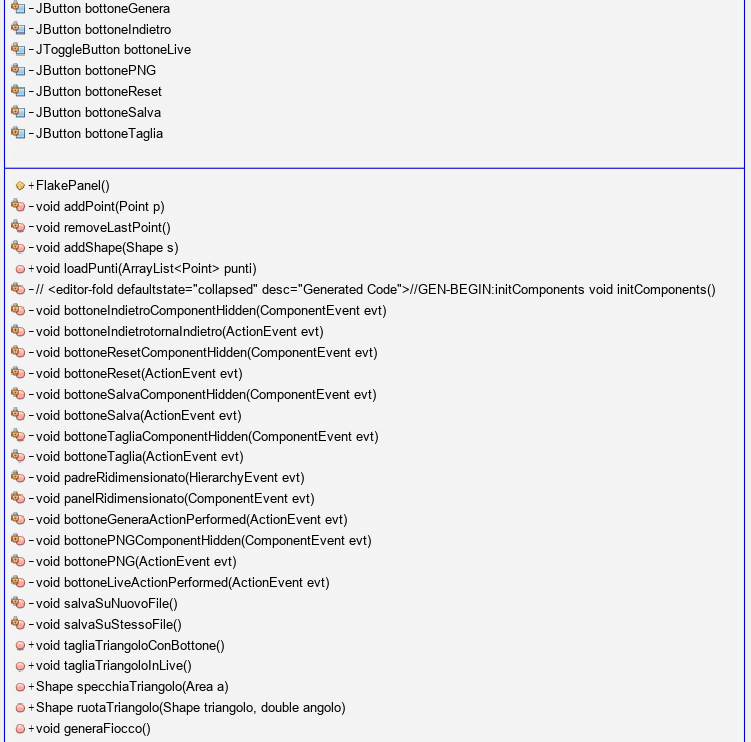 -JButton bottoneGenera
-JButton bottoneIndietro
-JToggleButton bottoneLive
-JButton bottonePNG
-JButton bottoneReset
-JButton bottoneSalva
-JButton bottoneTaglia
+FlakePanel()
-void addPoint(Point p)
-void removeLastPoint()
-void addShape(Shape s)
+void loadPunti(ArrayList<Point> punti)
-// <editor-fold defaultstate="collapsed" desc="Generated Code">//GEN-BEGIN:initComponents void initComponents()
-void bottoneIndietroComponentHidden(ComponentEvent evt)
-void bottoneIndietrotornaIndietro(ActionEvent evt)
-void bottoneResetComponentHidden(ComponentEvent evt)
-void bottoneReset(ActionEvent evt)
-void bottoneSalvaComponentHidden(ComponentEvent evt)
-void bottoneSalva(ActionEvent evt)
-void bottoneTagliaComponentHidden(ComponentEvent evt)
-void bottoneTaglia(ActionEvent evt)
-void padreRidimensionato(HierarchyEvent evt)
-void panelRidimensionato(ComponentEvent evt)
-void bottoneGeneraActionPerformed(ActionEvent evt)
-void bottonePNGComponentHidden(ComponentEvent evt)
-void bottonePNG(ActionEvent evt)
-void bottoneLiveActionPerformed(ActionEvent evt)
-void salvaSuNuovoFile()
-void salvaSuStessoFile()
+void tagliaTriangoloConBottone()
+void tagliaTriangoloInLive()
+Shape specchiaTriangolo(Area a)
+Shape ruotaTriangolo(Shape triangolo, double angolo)
+void generaFiocco()